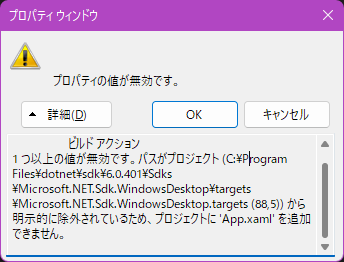 プロパティ ウィンドウ
プロパティの値が無効です。
詳細(D)
OK
キャンセル
ビルド アクション
1 つ以上の値が無効です。パスがプロジェクト (C:¥Program
Files¥dotnet¥sdk¥6.0.401¥Sdks
¥Microsoft.NET.Sdk.WindowsDesktop¥targets
¥Microsoft.NET.Sdk.WindowsDesktop.targets (88,5)) から
明示的に除外されているため、プロジェクトに 'App.xaml' を追加
できません。